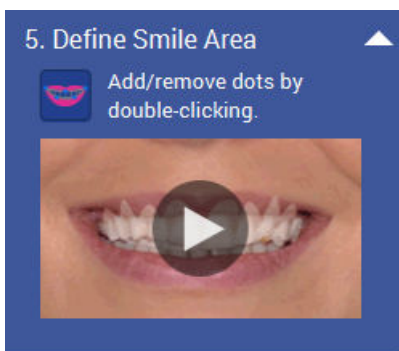 5. Define Smile Area
Add/remove dots by
double-clicking.